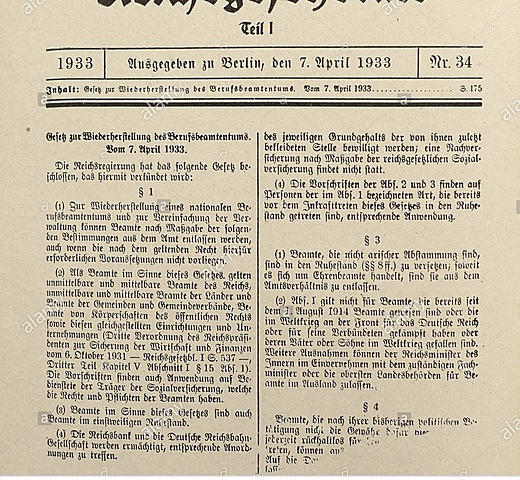 Teil I
1933
Ausgegeben zu Berlin, den 7. April 1933
Nr. 34
Inhalt: Gesetz zur Wiederherstellung des Berufsbeamtentums. Vom 7. April 1933 S. 175
Gesetz zur Wiederherstellung des Berufsbeamtentums.
Vom 7. April 1933.
Die Reichsregierung hat das folgende Gesetz be-
schlossen, das hiermit verkündet wird:
§ 1
(1) Zur Wiederherstellung eines nationalen Be-
rufsbeamtentums und zur Vereinfachung der Ver-
waltung können Beamte nach Maßgabe der folgen-
den Bestimmungen aus dem Amt entlassen werden,
auch wenn die nach dem geltenden Recht hierfür
erforderlichen Voraussetzungen nicht vorliegen.
(2) Als Beamte im Sinne dieses Gesetzes gelten
unmittelbare und mittelbare Beamte des Reichs,
unmittelbare und mittelbare Beamte der Länder und
Beamte der Gemeinden und Gemeindeverbände, Be-
amte von Körperschaften des öffentlichen Rechts
sowie diesen gleichgestellten Einrichtungen und Un-
ternehmungen (Dritte Verordnung des Reichspräsi-
denten zur Sicherung der Wirtschaft und Finanzen
vom 6. Oktober 1931 — Reichsgesetzbl. I S. 537 —,
Dritter Teil Kapitel V Abschnitt I § 15 Abs. 1).
Die Vorschriften finden auch Anwendung auf Be-
dienstete der Träger der Sozialversicherung, welche
die Rechte und Pflichten der Beamten haben.
(3) Beamte im Sinne dieses Gesetzes sind auch
Beamte im einstweiligen Ruhestand.
(4) Die Reichsbank und die Deutsche Reichsbahn-
Gesellschaft werden ermächtigt, entsprechende Anord-
nungen zu treffen.
des jeweiligen Grundgehalts der von ihnen zuletzt
bekleideten Stelle bewilligt werden; eine Nachver-
sicherung nach Maßgabe der reichsgesetzlichen Sozial-
versicherung findet nicht statt.
(4) Die Vorschriften der Abs. 2 und 3 finden auf
Personen der im Abs. 1 bezeichneten Art, die bereits
vor dem Inkrafttreten dieses Gesetzes in den Ruhe-
stand getreten sind, entsprechende Anwendung.
§ 3
(1) Beamte, die nicht arischer Abstammung sind,
sind in den Ruhestand (§§ 8 ff.) zu versetzen; soweit
es sich um Ehrenbeamte handelt, sind sie aus dem
Amtsverhältnis zu entlassen.
(2) Abs. 1 gilt nicht für Beamte, die bereits seit
dem 1. August 1914 Beamte gewesen sind oder die
im Weltkrieg an der Front für das Deutsche Reich
oder für seine Verbündeten gekämpft haben oder
deren Väter oder Söhne im Weltkrieg gefallen sind.
Weitere Ausnahmen können der Reichsminister des
Innern im Einvernehmen mit dem zuständigen Fach-
minister oder die obersten Landesbehörden für Be-
amte im Ausland zulassen.
§ 4
Beamte, die nach ihrer bisherigen politischen Be-
tätigung nicht die Gewähr dafür
jederzeit rückhaltlos für
können aus
Auf die